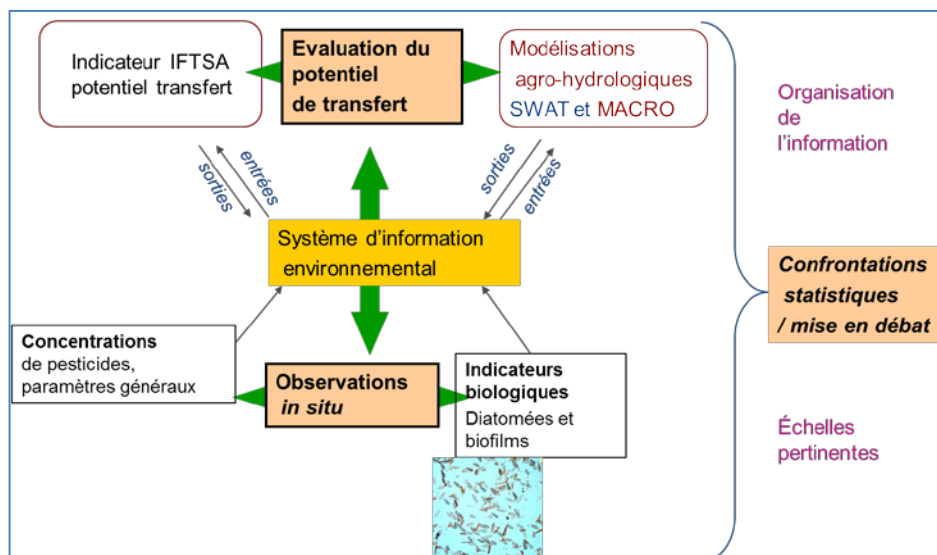 Indicateur IFTSA
potentiel transfert
Evaluation du
potentiel
de transfert
Modélisations
agro-hydrologiques
SWAT et MACRO
sorties
entrées
sorties
entrées
Système d'information
environnemental
Concentrations
de pesticides,
paramètres généraux
Observations
in situ
Indicateurs
biologiques
Diatomées et
biofilms
Organisation
de
l'information
Confrontations
statistiques
/ mise en débat
Échelles
pertinentes